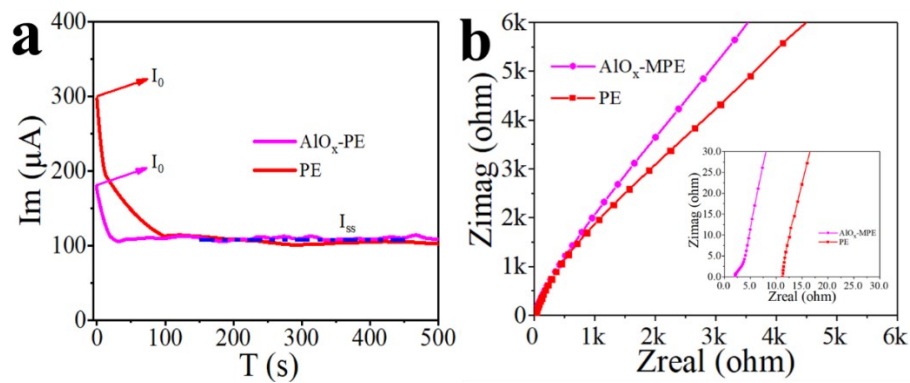 a
400
300
200
100
0
Im (μA)
I₀
I₀
AlOₓ-PE
PE
Iₛₛ
0 100 200 300 400 500
T (s)
b
6k
5k
4k
3k
2k
1k
0
Zimag (ohm)
AlOₓ-MPE
PE
0 1k 2k 3k 4k 5k 6k
Zreal (ohm)
30.0
25.0
20.0
15.0
10.0
5.0
0.0
Zimag (ohm)
AlOₓ-MPE
PE
0.0 5.0 10.0 15.0 20.0 25.0 30.0
Zreal (ohm)